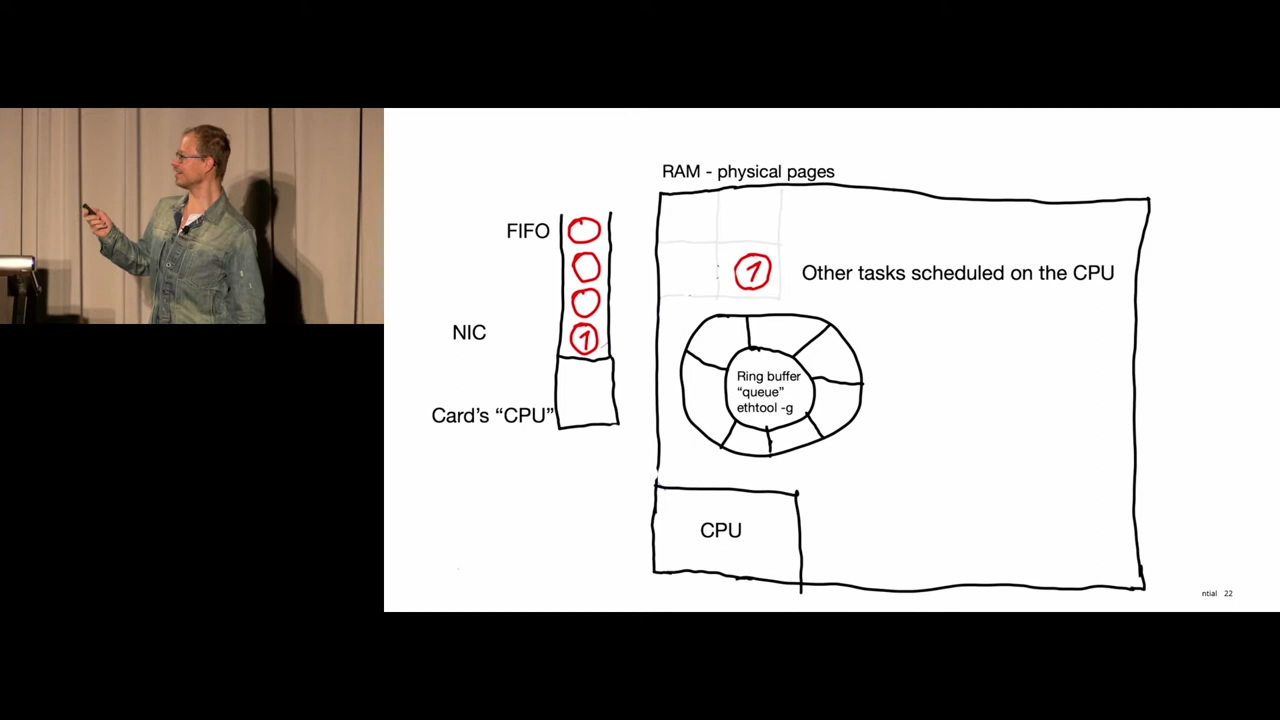 RAM - physical pages
FIFO
1
Other tasks scheduled on the CPU
NIC
1
Ring buffer
“queue”
ethtool -g
Card’s “CPU”
CPU
ntial 22